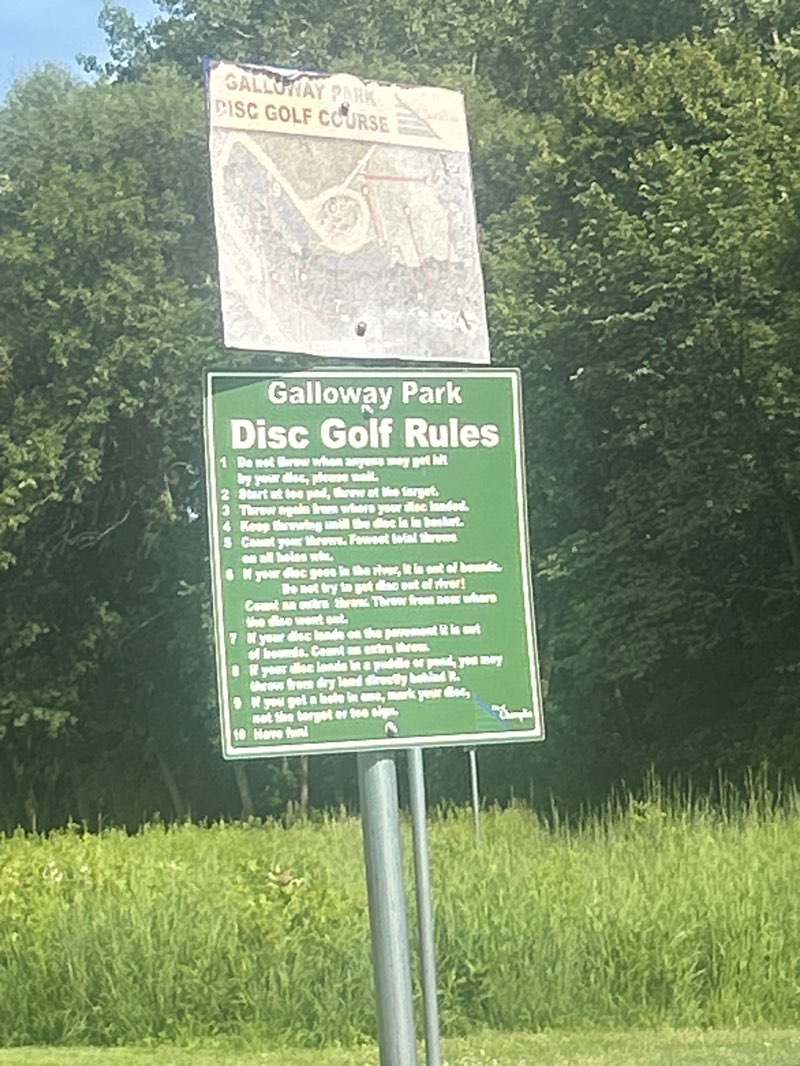 GALLOWAY PARK
DISC GOLF COURSE
Galloway Park
Disc Golf Rules
1 Do not throw when anyone may get hit
by your disc, please wait.
2 Start at tee pad, throw at the target.
3 Throw again from where your disc landed.
4 Keep throwing until the disc is in basket.
5 Count your throws. Fewest total throws
on all holes win.
6 If your disc goes in the river, it is out of bounds.
Do not try to get disc out of river!
Count an extra throw. Throw from near where
the disc went out.
7 If your disc lands on the pavement it is out
of bounds. Count an extra throw.
8 If your disc lands in a puddle or pond, you may
throw from dry land directly behind it.
9 If you get a hole in one, mark your disc,
not the target or tee sign.
10 Have fun!
Champlin